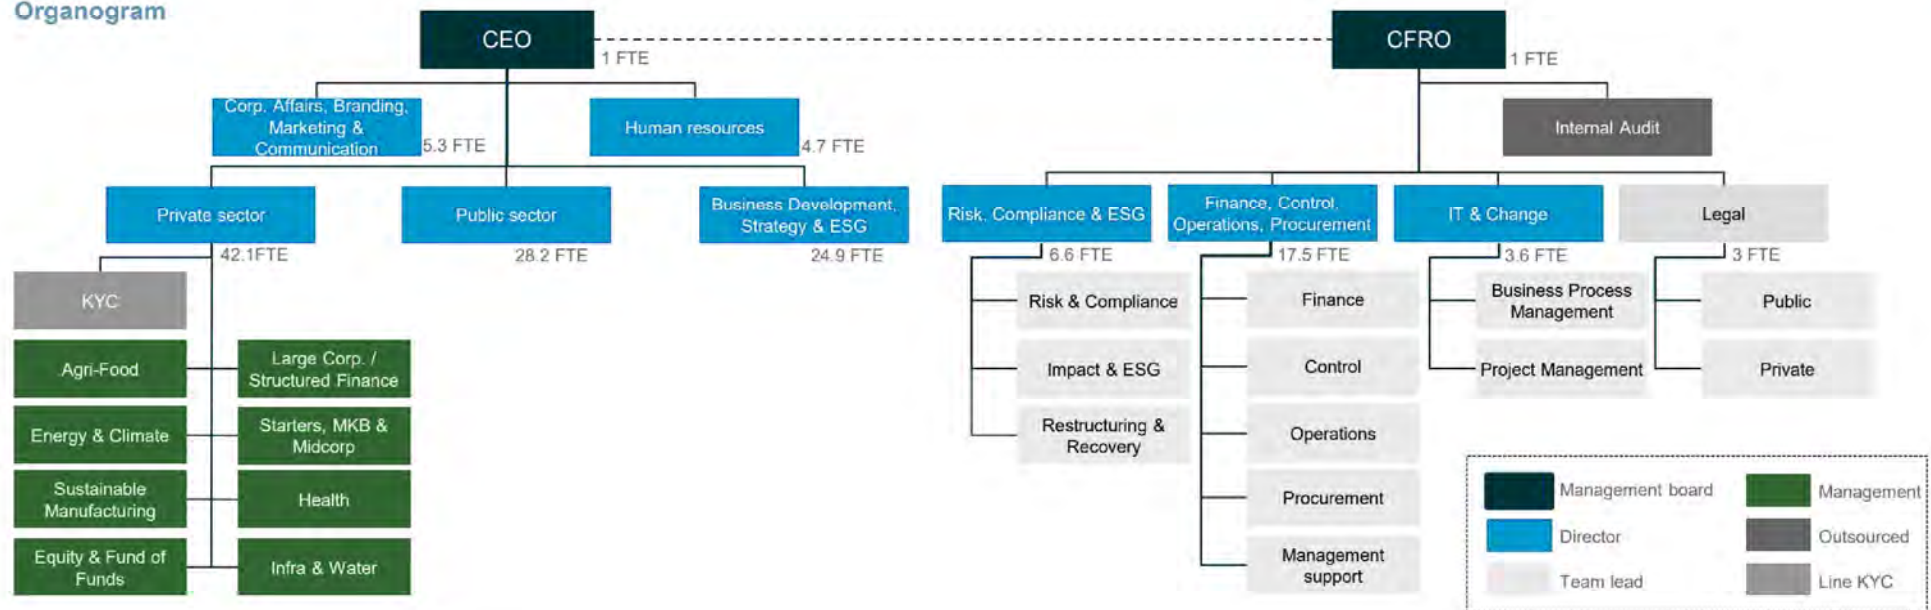 Organogram
CEO
1 FTE
CFRO
1 FTE
Corp. Affairs, Branding,
Marketing &
Communication
5.3 FTE
Human resources
4.7 FTE
Internal Audit
Private sector
42.1FTE
Public sector
28.2 FTE
Business Development,
Strategy & ESG
24.9 FTE
Risk, Compliance & ESG
6.6 FTE
Finance, Control,
Operations, Procurement
17.5 FTE
IT & Change
3.6 FTE
Legal
3 FTE
KYC
Agri-Food
Large Corp. /
Structured Finance
Energy & Climate
Starters, MKB &
Midcorp
Sustainable
Manufacturing
Health
Equity & Fund of
Funds
Infra & Water
Risk & Compliance
Impact & ESG
Restructuring &
Recovery
Finance
Control
Operations
Procurement
Management
support
Business Process
Management
Project Management
Public
Private
Management board
Management
Director
Outsourced
Team lead
Line KYC